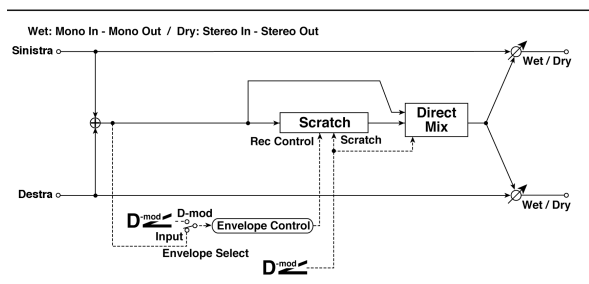 Wet: Mono In - Mono Out / Dry: Stereo In - Stereo Out
Sinistra
Wet / Dry
Scratch
Direct
Mix
Rec Control
Scratch
Destra
Wet / Dry
D-mod
D-mod
Input
Envelope Control
Envelope Select
D-mod